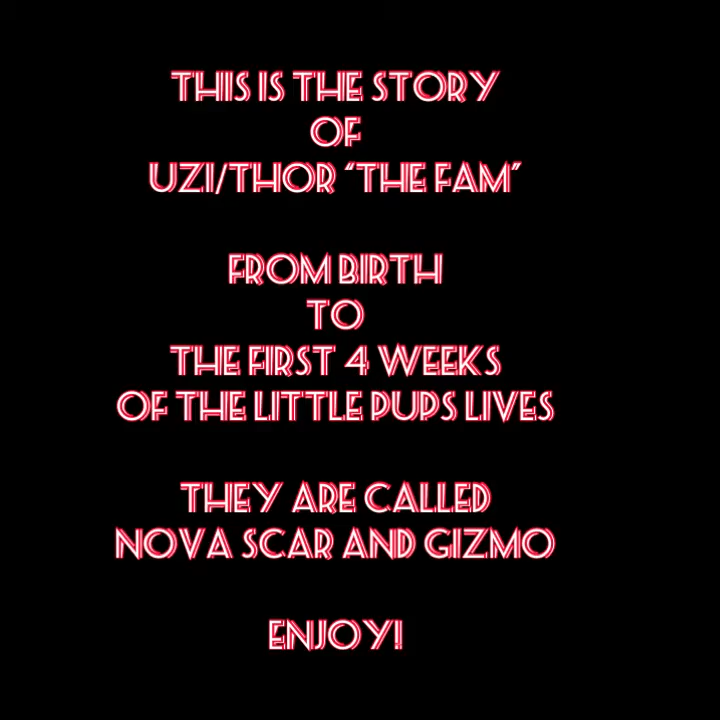 THIS IS THE STORY
OF
UZI/THOR “THE FAM”
FROM BIRTH
TO
THE FIRST 4 WEEKS
OF THE LITTLE PUPS LIVES
THEY ARE CALLED
NOVA SCAR AND GIZMO
ENJOY!